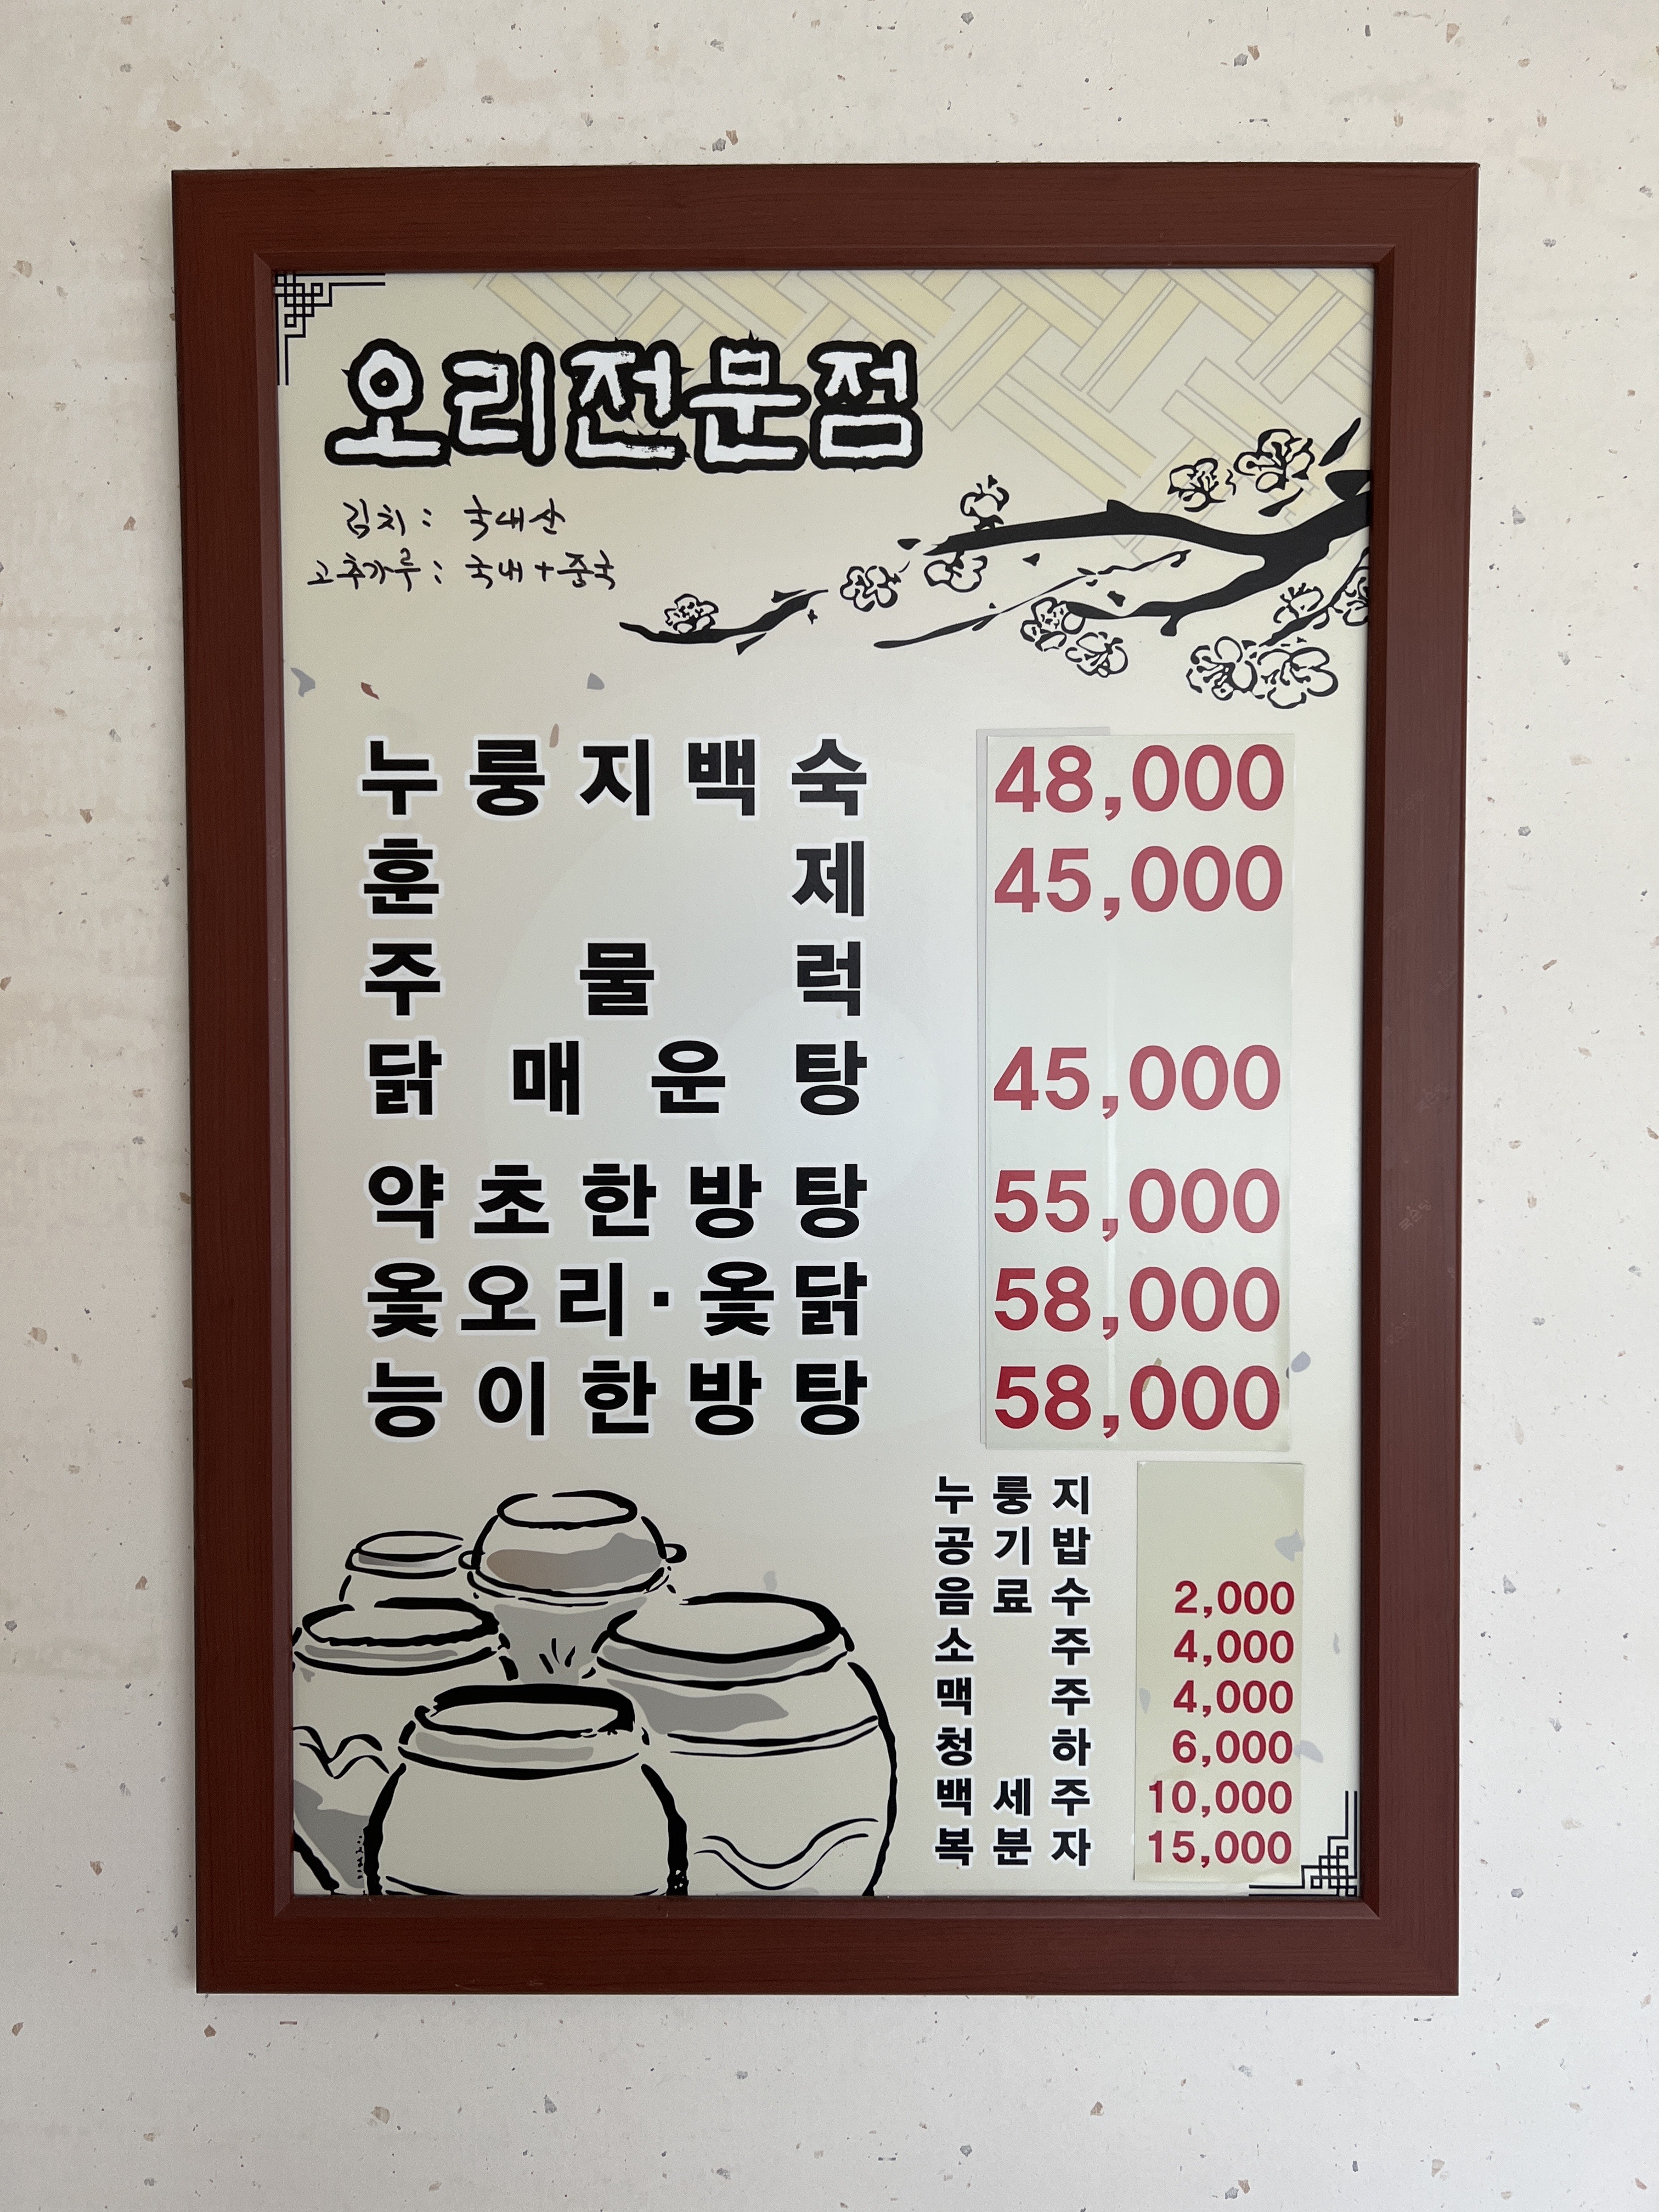 오리전문점
김치 : 국내산
고추가루 : 국내+중국
누룽지백숙 48,000
훈제 45,000
주물럭
닭매운탕 45,000
약초한방탕 55,000
옻오리·옻닭 58,000
능이한방탕 58,000
누룽지
공기밥
음료수 2,000
소주 4,000
맥주 4,000
청하 6,000
백세주 10,000
복분자 15,000